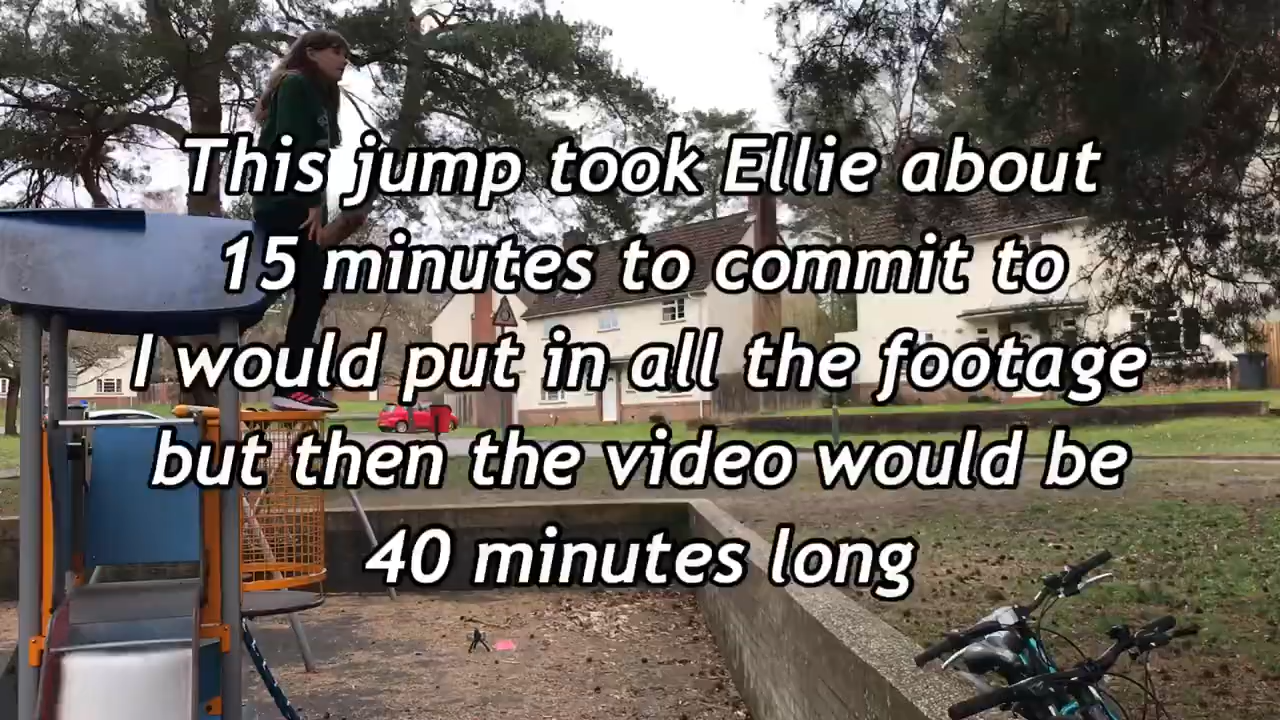 This jump took Ellie about
15 minutes to commit to
I would put in all the footage
but then the video would be
40 minutes long